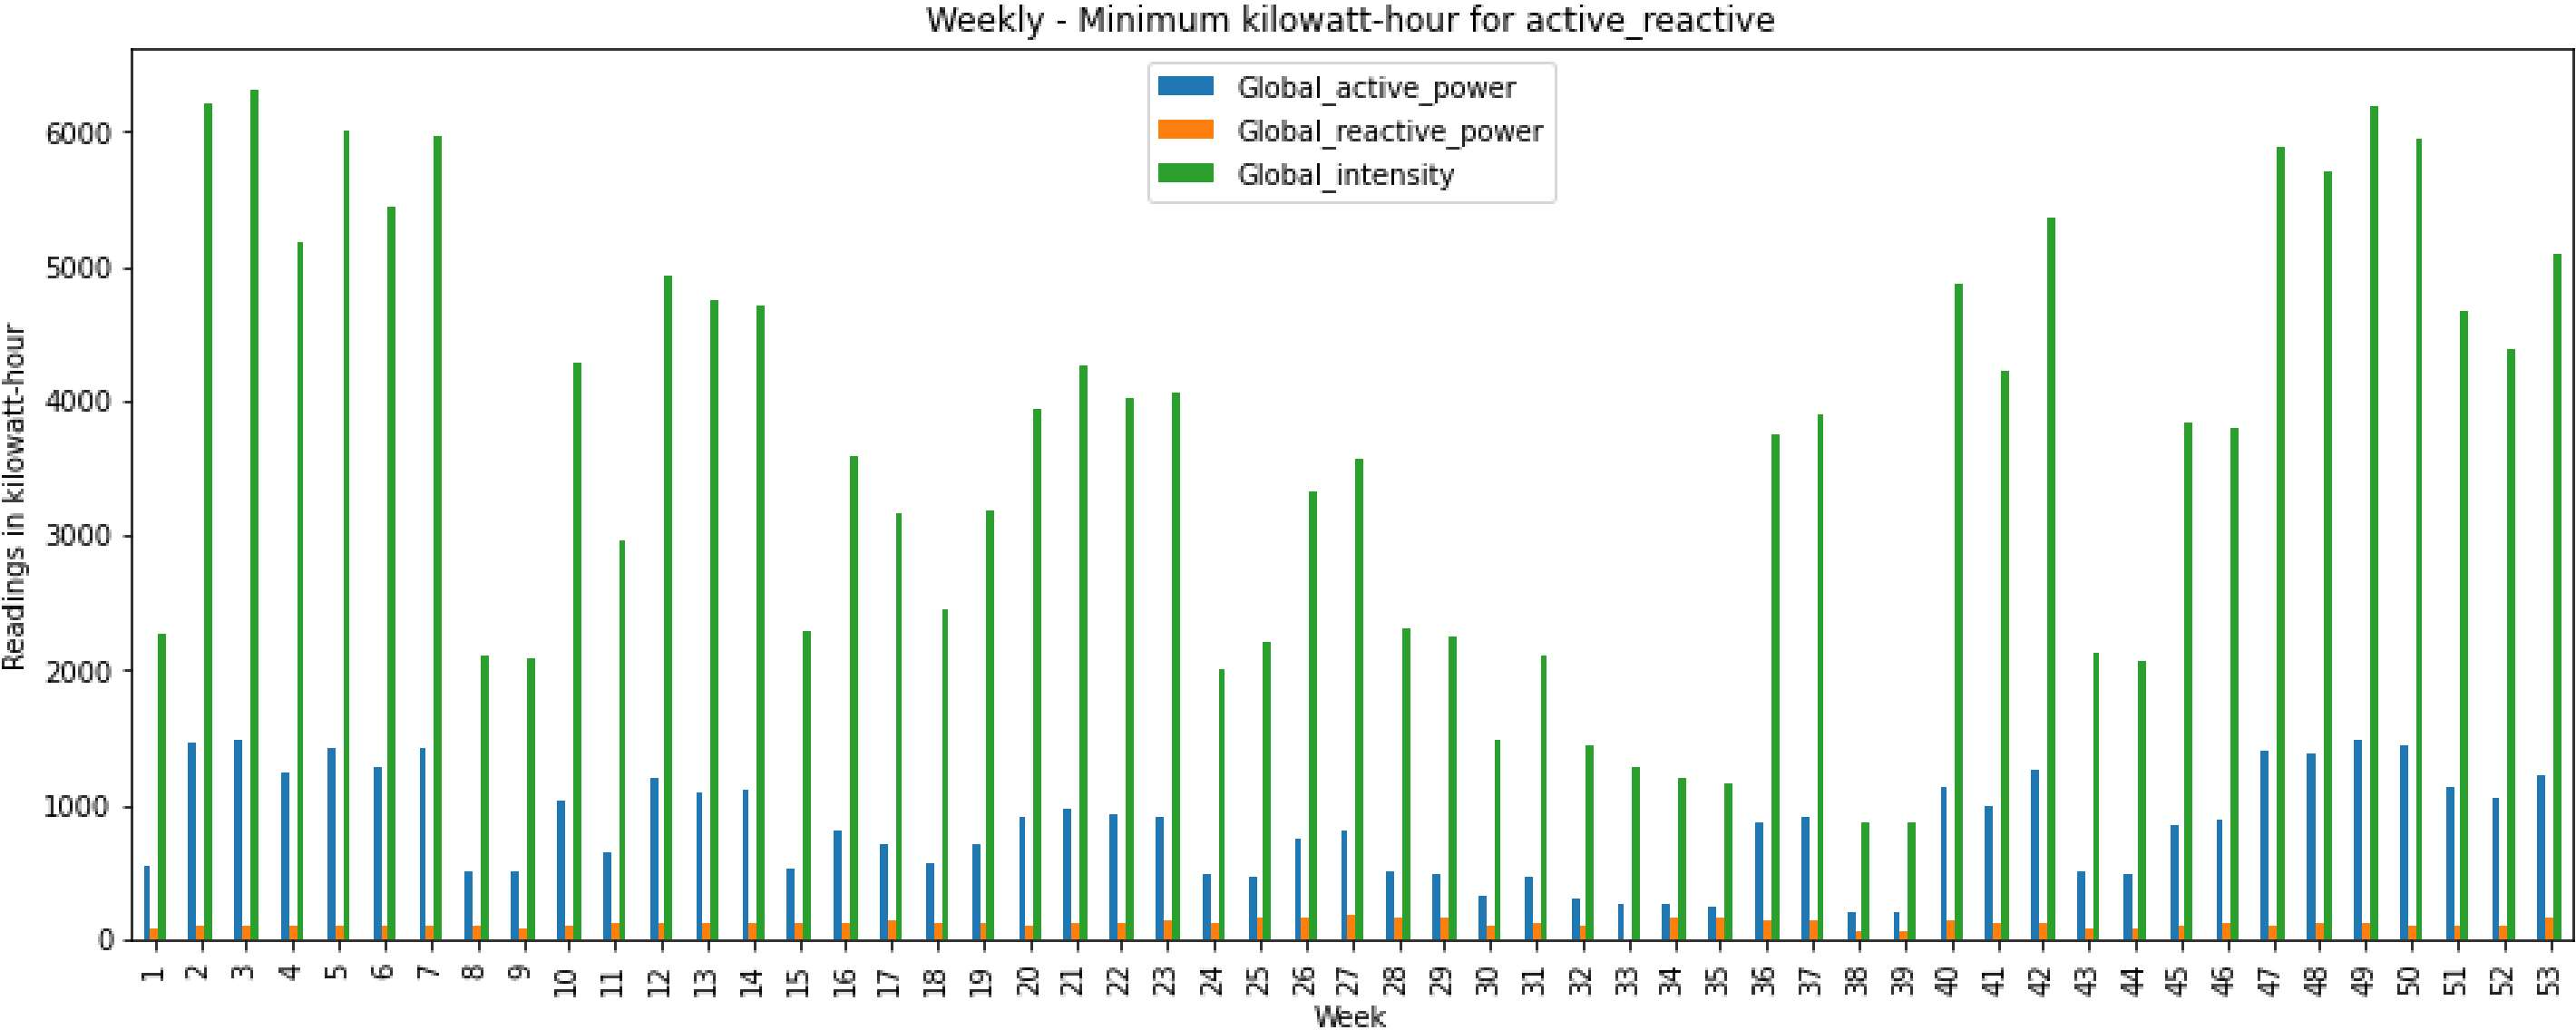 Weekly - Minimum kilowatt-hour for active_reactive
Global_active_power
Global_reactive_power
Global_intensity
Readings in kilowatt-hour
6000
5000
4000
3000
2000
1000
0
1 2 3 4 5 6 7 8 9 10 11 12 13 14 15 16 17 18 19 20 21 22 23 24 25 26 27 28 29 30 31 32 33 34 35 36 37 38 39 40 41 42 43 44 45 46 47 48 49 50 51 52 53
Week